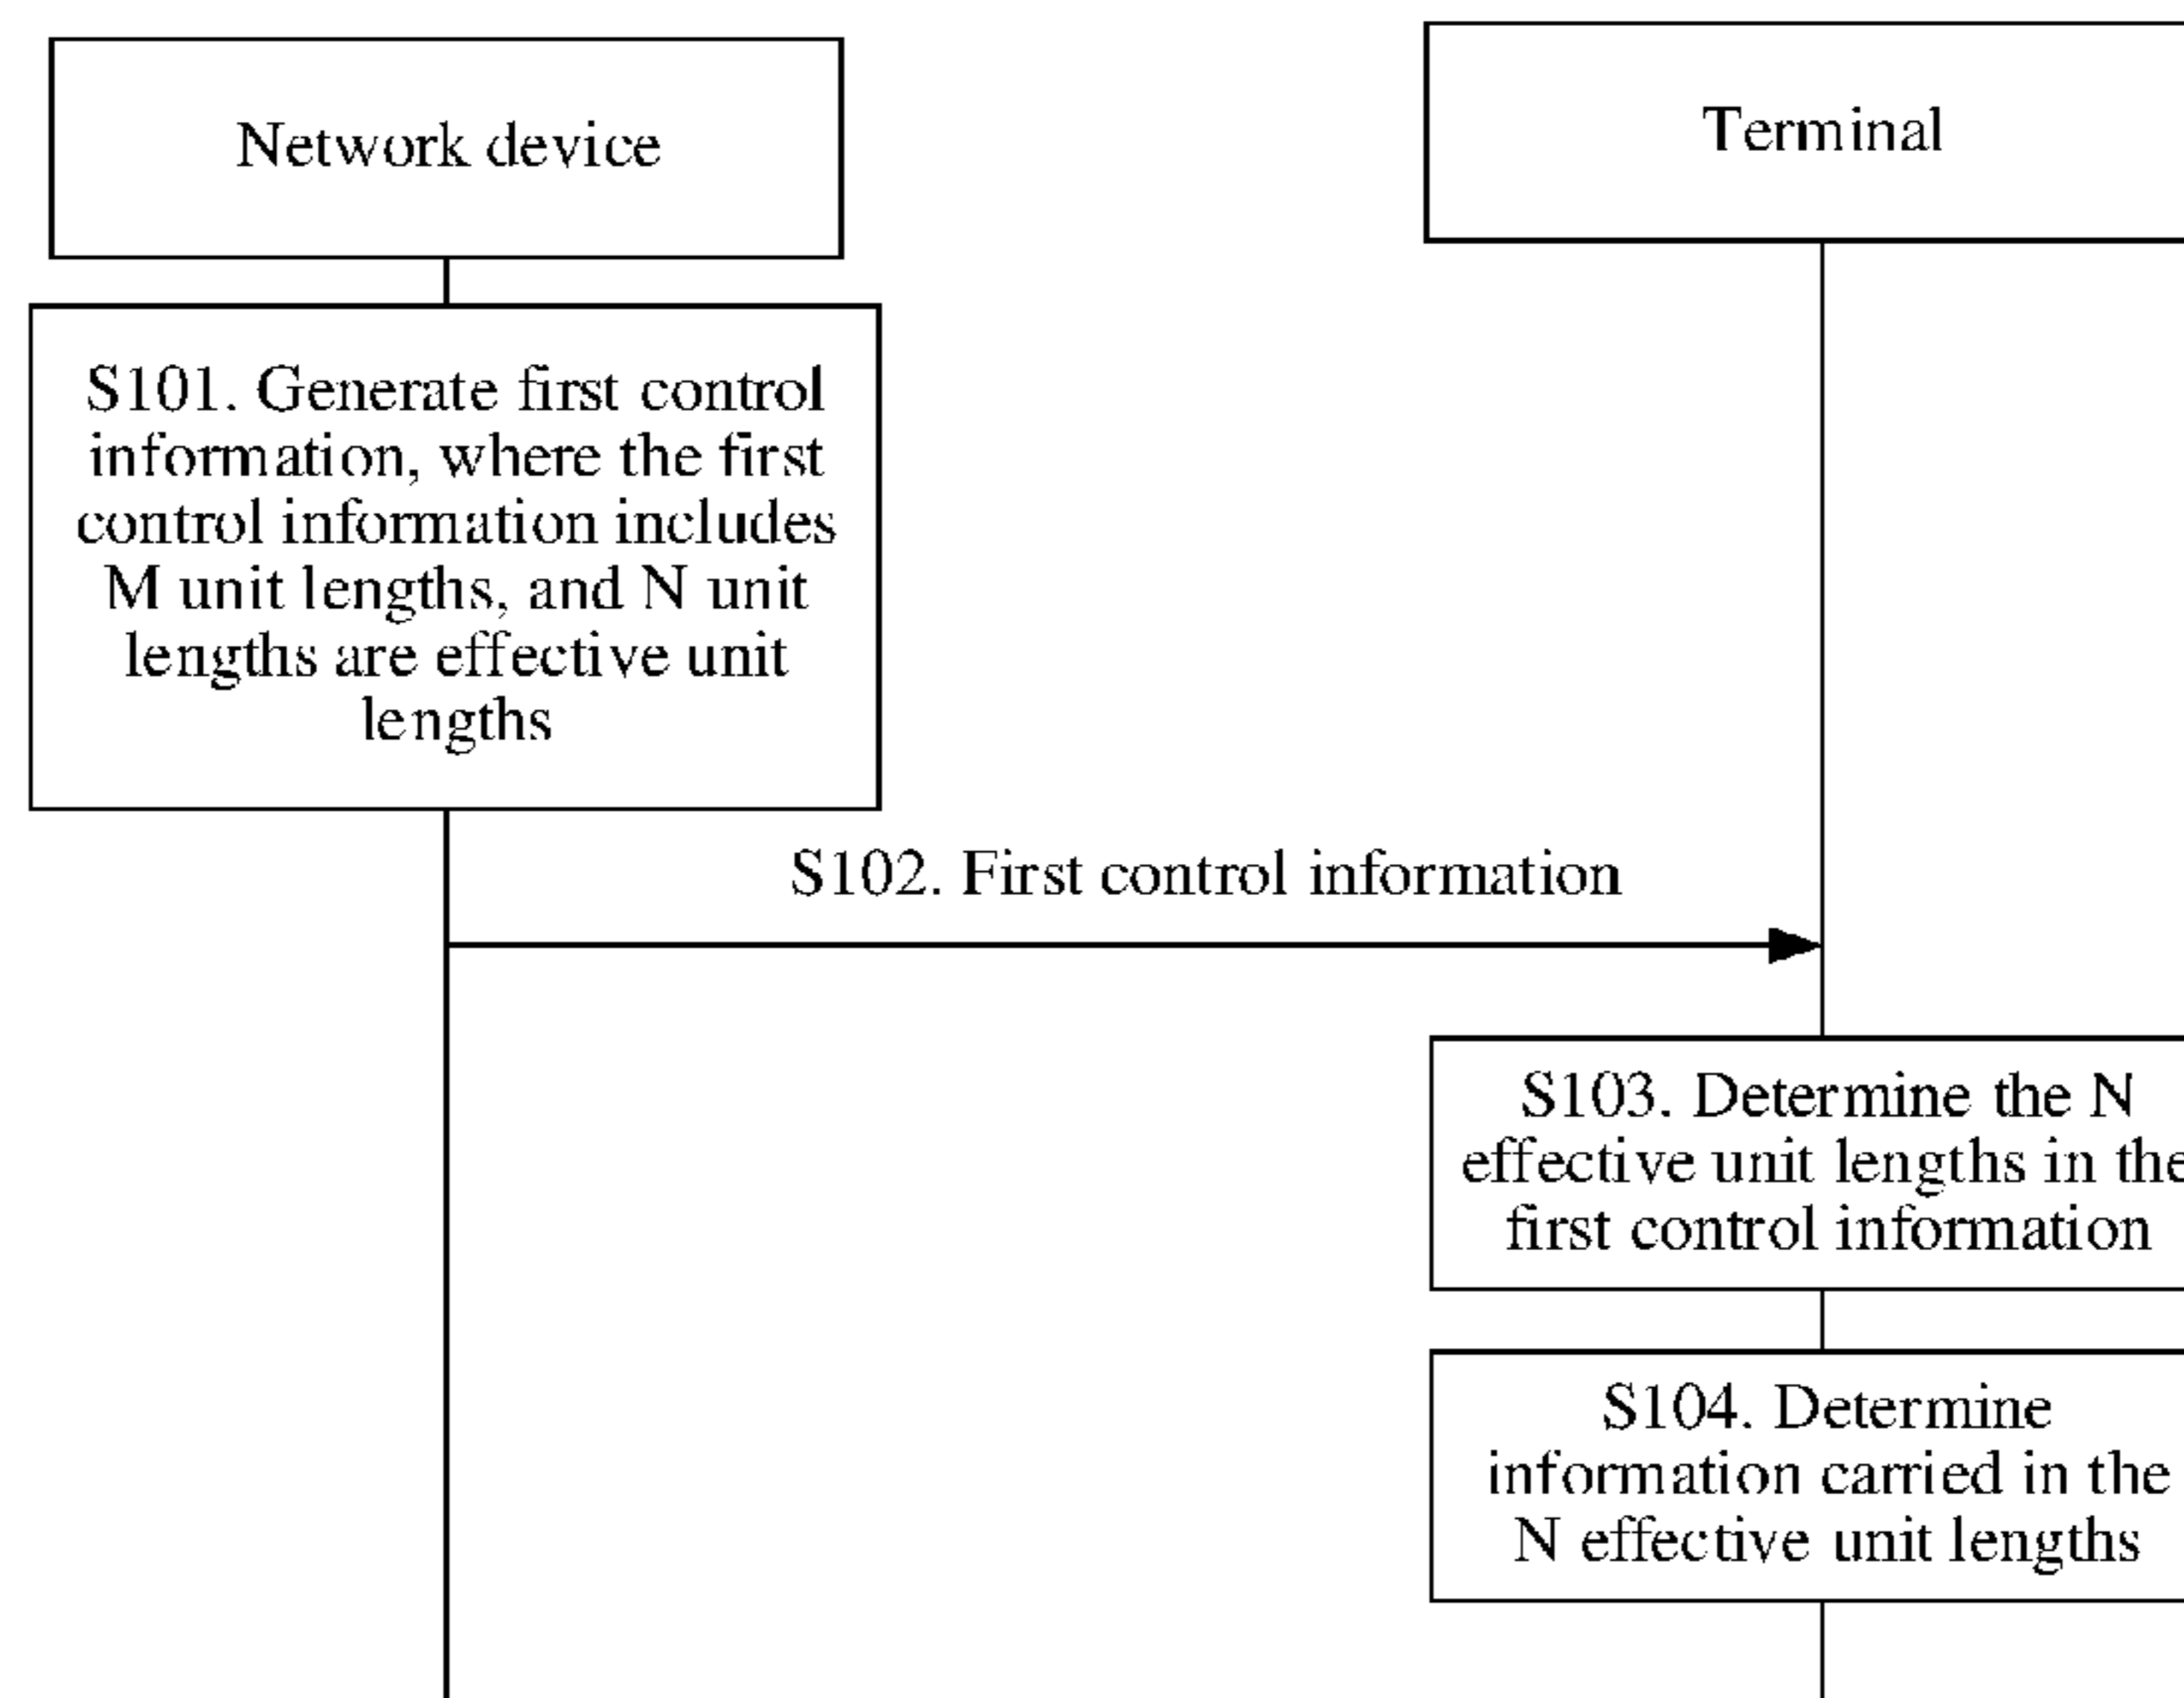 Network device
Terminal
S101. Generate first control
information, where the first
control information includes
M unit lengths, and N unit
lengths are effective unit
lengths
S102. First control information
S103. Determine the N
effective unit lengths in the
first control information
S104. Determine
information carried in the
N effective unit lengths